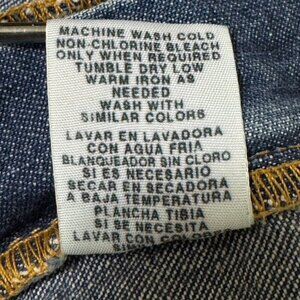 MACHINE WASH COLD
NON-CHLORINE BLEACH
ONLY WHEN REQUIRED
TUMBLE DRY LOW
WARM IRON AS
NEEDED
WASH WITH
SIMILAR COLORS
LAVAR EN LAVADORA
CON AGUA FRIA
BLANQUEADOR SIN CLORO
SI ES NECESARIO
SECAR EN SECADORA
A BAJA TEMPERATURA
PLANCHA TIBIA
SI SE NECESITA
LAVAR CON